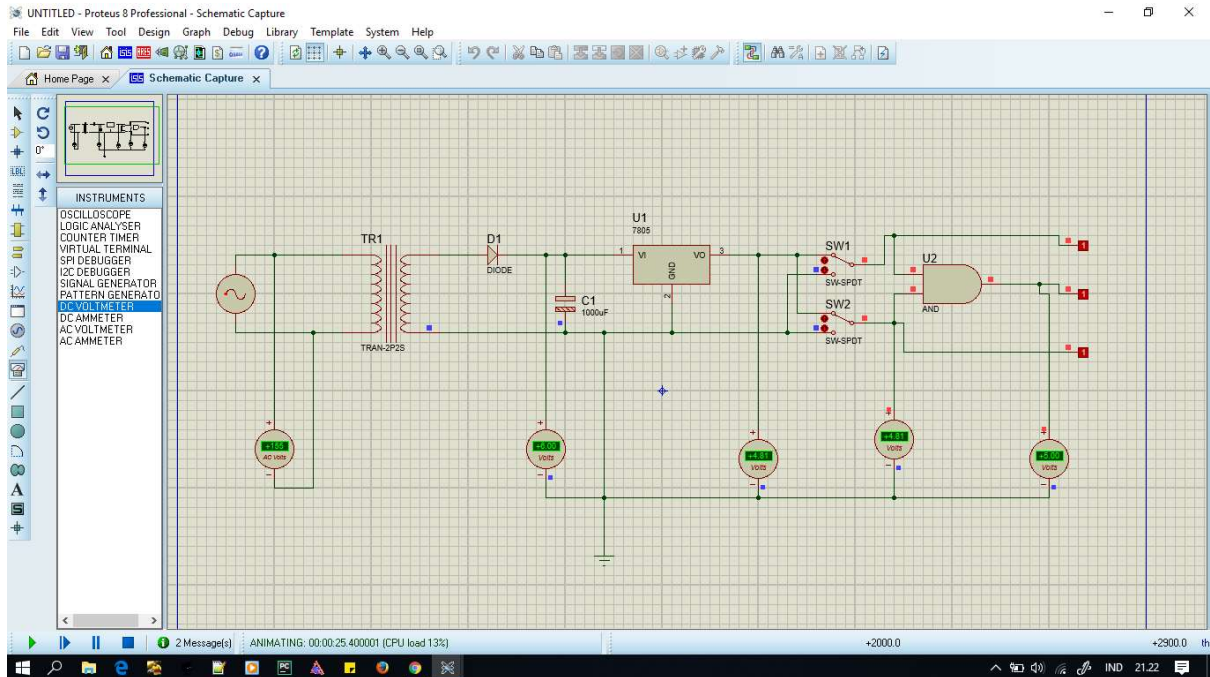 UNTITLED - Proteus 8 Professional - Schematic Capture
File Edit View Tool Design Graph Debug Library Template System Help
Home Page x
Schematic Capture x
0°
LBL
INSTRUMENTS
OSCILLOSCOPE
LOGIC ANALYSER
COUNTER TIMER
VIRTUAL TERMINAL
SPI DEBUGGER
I2C DEBUGGER
SIGNAL GENERATOR
PATTERN GENERATO
DC VOLTMETER
DC AMMETER
AC VOLTMETER
AC AMMETER
TR1
TRAN-2P2S
D1
DIODE
C1
1000uF
U1
7805
1
VI
VO
3
GND
2
SW1
SW-SPDT
SW2
SW-SPDT
U2
AND
1
1
1
+155
AC Volts
+6.00
Volts
+4.81
Volts
+4.81
Volts
+5.00
Volts
2 Message(s)
ANIMATING: 00:00:25.400001 (CPU load 13%)
+2000.0
+2900.0 th
IND 21.22